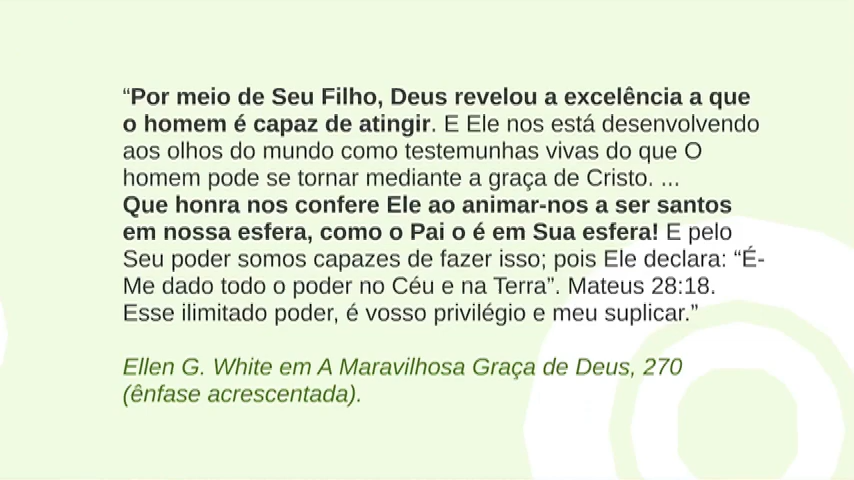 “Por meio de Seu Filho, Deus revelou a excelência a que
o homem é capaz de atingir. E Ele nos está desenvolvendo
aos olhos do mundo como testemunhas vivas do que O
homem pode se tornar mediante a graça de Cristo. ...
Que honra nos confere Ele ao animar-nos a ser santos
em nossa esfera, como o Pai o é em Sua esfera! E pelo
Seu poder somos capazes de fazer isso; pois Ele declara: “É-
Me dado todo o poder no Céu e na Terra”. Mateus 28:18.
Esse ilimitado poder, é vosso privilégio e meu suplicar.”
Ellen G. White em A Maravilhosa Graça de Deus, 270
(ênfase acrescentada).